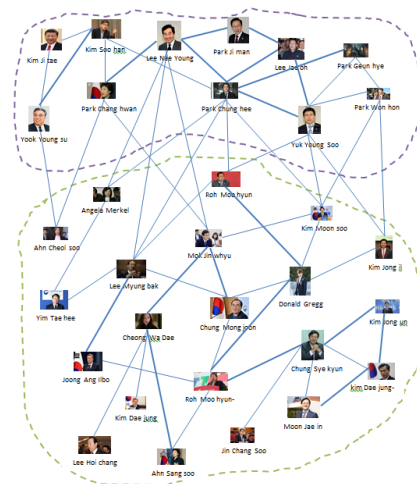 Kim Ji tae
Kim Soo han
Lee Nae Young
Park Ji man
Lee Jae oh
Park Geun hye
Park Chang hwan
Park Chung hee
Park Won hon
Yook Young su
Yuk Young Soo
Angela Merkel
Roh Moo hyun
Kim Moon soo
Ahn Cheol soo
Mok Jin whyu
Kim Jong il
Lee Myung bak
Yim Tae hee
Chung Mong joon
Donald Gregg
Cheong Wa Dae
Kim Jong un
Joong Ang Ilbo
Roh Moo hyun-
Chung Sye kyun
kim Dae jung-
Kim Dae jung
Moon Jae in
Lee Hoi chang
Ahn Sang soo
Jin Chang Soo